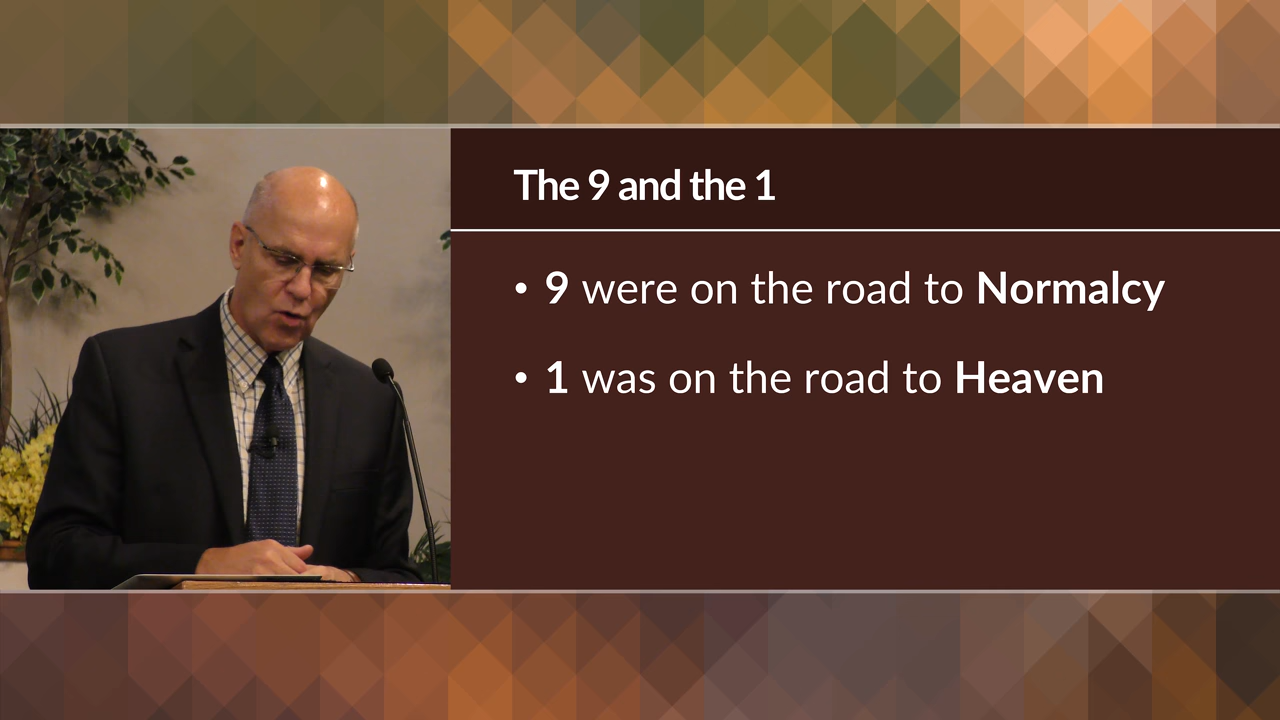 The 9 and the 1
• 9 were on the road to Normalcy
• 1 was on the road to Heaven